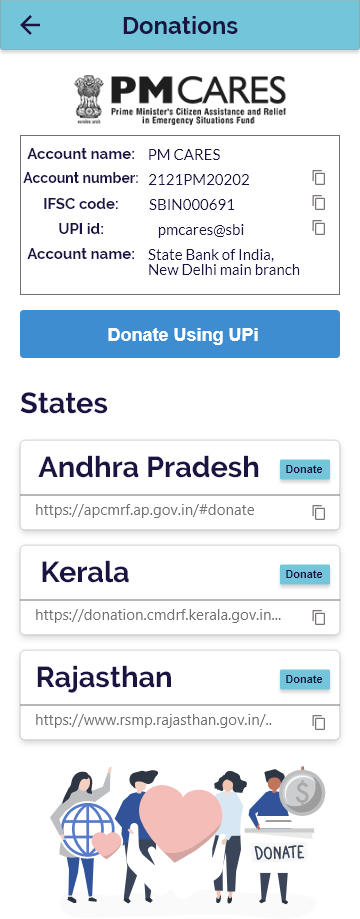 Donations
PM CARES
Prime Minister's Citizen Assistance and Relief
in Emergency Situations Fund
Account name: PM CARES
Account number: 2121PM20202
IFSC code: SBIN000691
UPI id: pmcares@sbi
Account name: State Bank of India,
New Delhi main branch
Donate Using UPi
States
Andhra Pradesh Donate
https://apcmrf.ap.gov.in/#donate
Kerala Donate
https://donation.cmdrf.kerala.gov.in...
Rajasthan Donate
https://www.rsmp.rajasthan.gov.in/..
$
DONATE